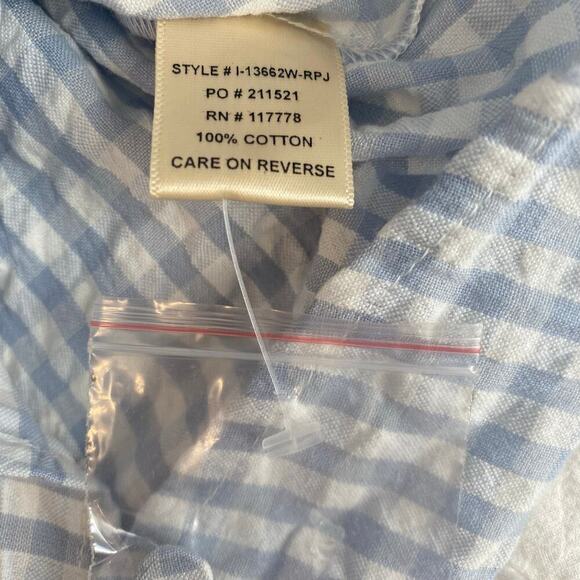 STYLE # I-13662W-RPJ
PO # 211521
RN # 117778
100% COTTON
CARE ON REVERSE